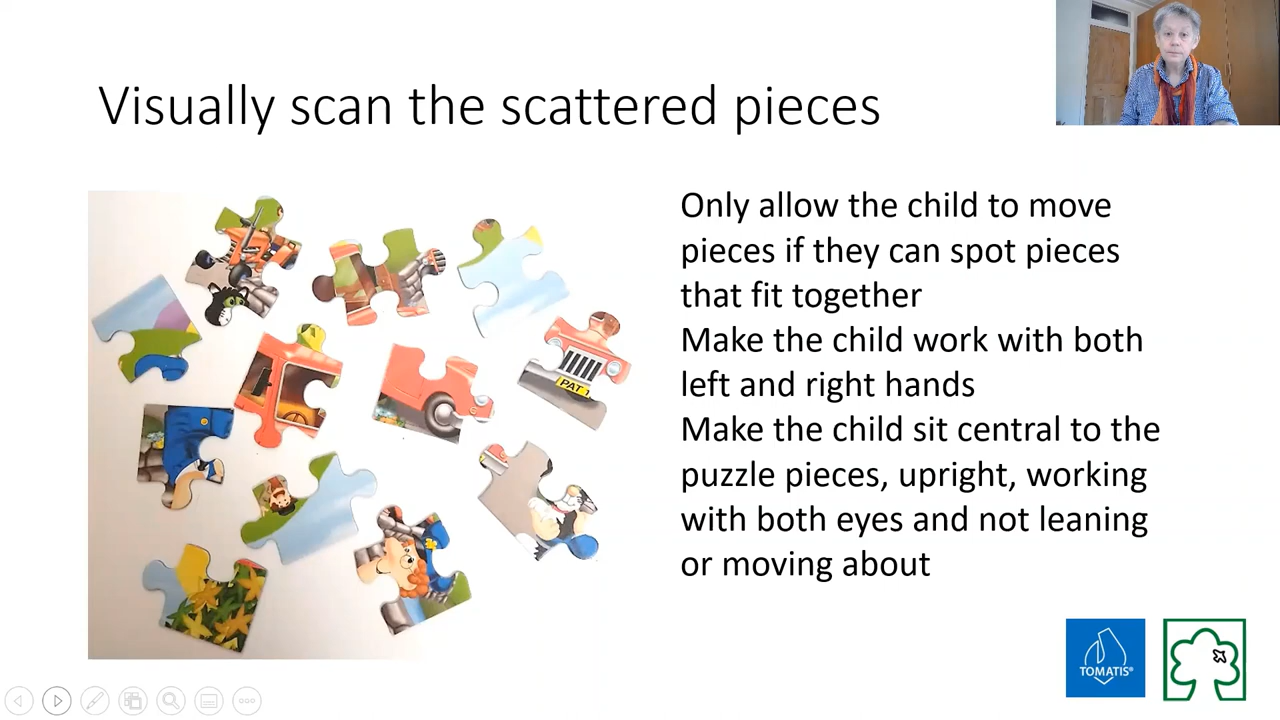 Visually scan the scattered pieces
Only allow the child to move
pieces if they can spot pieces
that fit together
Make the child work with both
left and right hands
Make the child sit central to the
puzzle pieces, upright, working
with both eyes and not leaning
or moving about
PAT 1
TOMATIS®